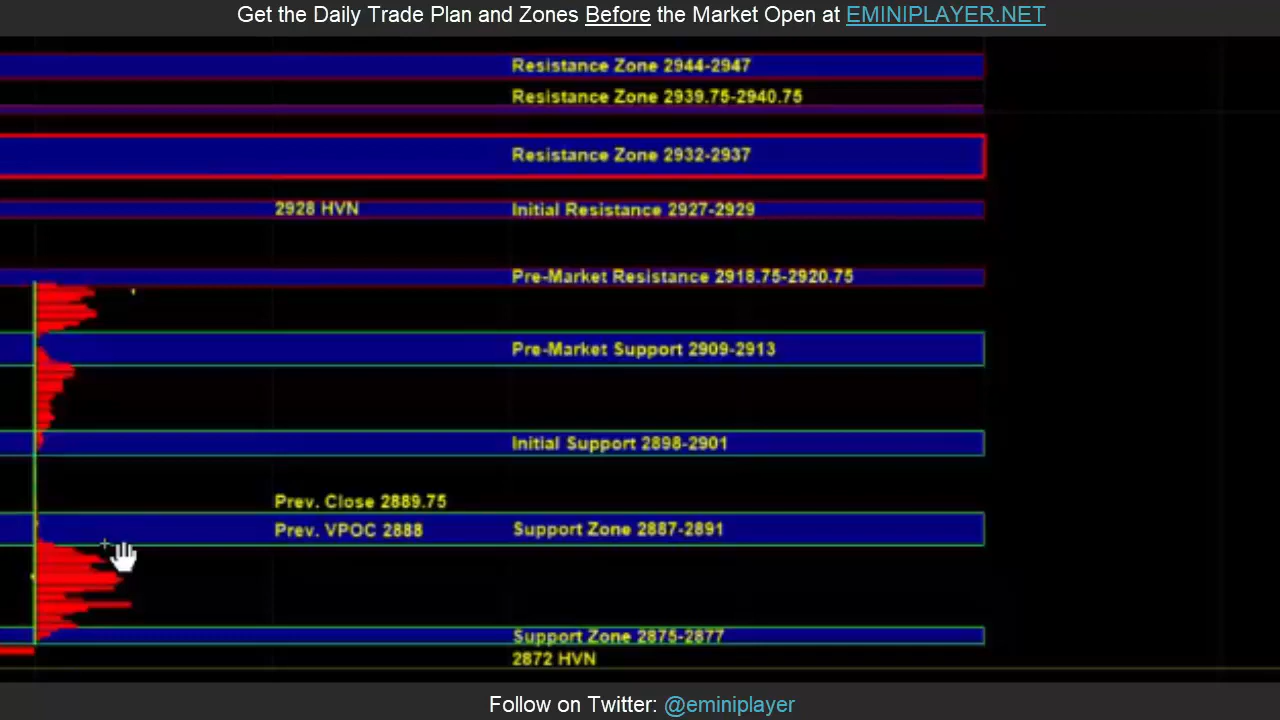 Get the Daily Trade Plan and Zones Before the Market Open at EMINIPLAYER.NET
Resistance Zone 2944-2947
Resistance Zone 2939.75-2940.75
Resistance Zone 2932-2937
2928 HVN
Initial Resistance 2927-2929
Pre-Market Resistance 2918.75-2920.75
Pre-Market Support 2909-2913
Initial Support 2898-2901
Prev. Close 2889.75
Prev. VPOC 2888
Support Zone 2887-2891
Support Zone 2875-2877
2872 HVN
Follow on Twitter: @eminiplayer